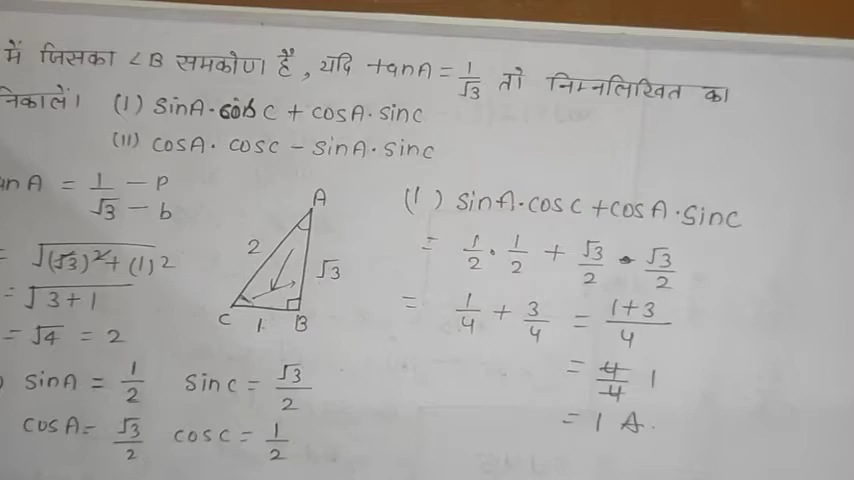 में जिसका ∠B समकोण है, यदि tanA = 1/√3 तो निम्नलिखित का
निकालें। (I) sinA·cos C + cosA·sinc
(II) cosA·cosc − sinA·sinc
anA = 1/√3 − p − b
= √(√3)²+(1)2
= √3+1
= √4 = 2
sinA = 1/2 sinc = √3/2
cosA = √3/2 cosc = 1/2
A
2
√3
C
1
B
(I) sinA·cosc + cosA·sinc
= 1/2 · 1/2 + √3/2 · √3/2
= 1/4 + 3/4 = 1+3/4
= 4/4 1
= 1 A.